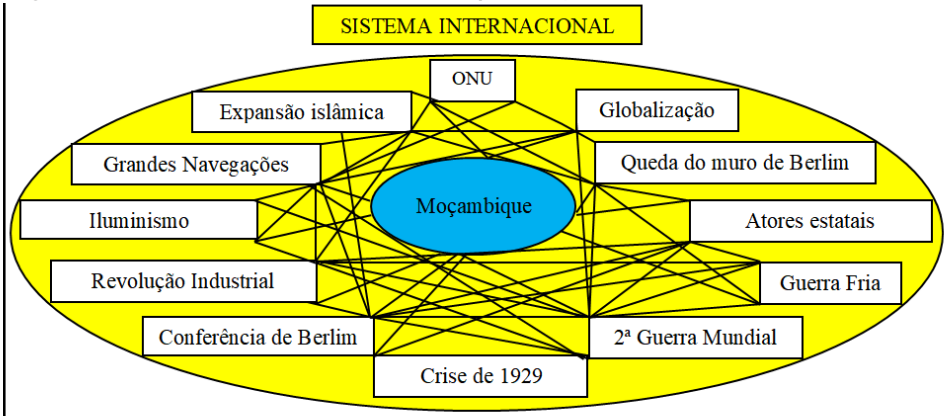 SISTEMA INTERNACIONAL
ONU
Expansão islâmica
Globalização
Grandes Navegações
Queda do muro de Berlim
Moçambique
Iluminismo
Atores estatais
Revolução Industrial
Guerra Fria
Conferência de Berlim
2ª Guerra Mundial
Crise de 1929